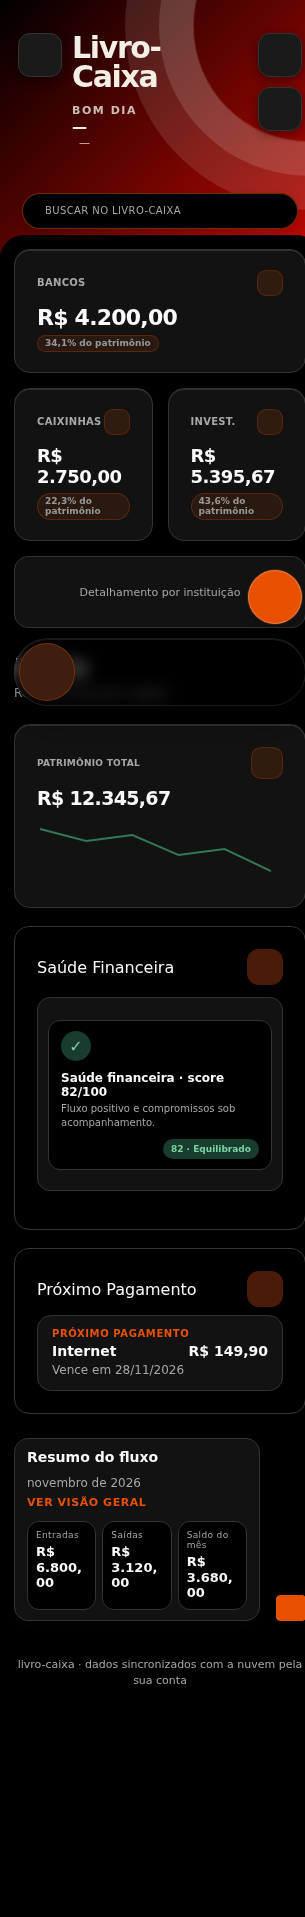 Livro-
Caixa
BOM DIA
—
—
BUSCAR NO LIVRO-CAIXA
BANCOS
R$ 4.200,00
34,1% do patrimônio
CAIXINHAS
R$
2.750,00
22,3% do
patrimônio
INVEST.
R$
5.395,67
43,6% do
patrimônio
Detalhamento por instituição
PATRIMÔNIO TOTAL
R$ 12.345,67
Saúde Financeira
✓
Saúde financeira · score
82/100
Fluxo positivo e compromissos sob
acompanhamento.
82 · Equilibrado
Próximo Pagamento
PRÓXIMO PAGAMENTO
Internet R$ 149,90
Vence em 28/11/2026
Resumo do fluxo
novembro de 2026
VER VISÃO GERAL
Entradas
R$
6.800,
00
Saídas
R$
3.120,
00
Saldo do
mês
R$
3.680,
00
livro-caixa · dados sincronizados com a nuvem pela
sua conta